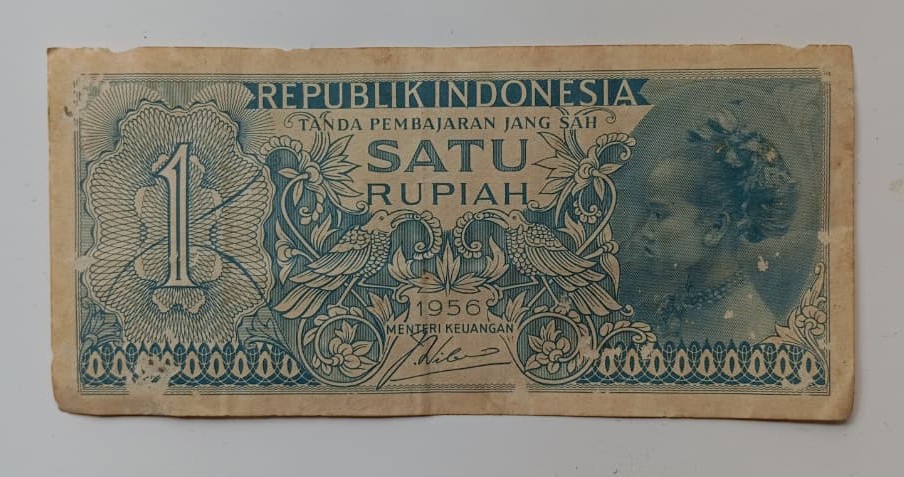 REPUBLIK INDONESIA
TANDA PEMBAJARAN JANG SAH
SATU
RUPIAH
1
1956
MENTERI KEUANGAN